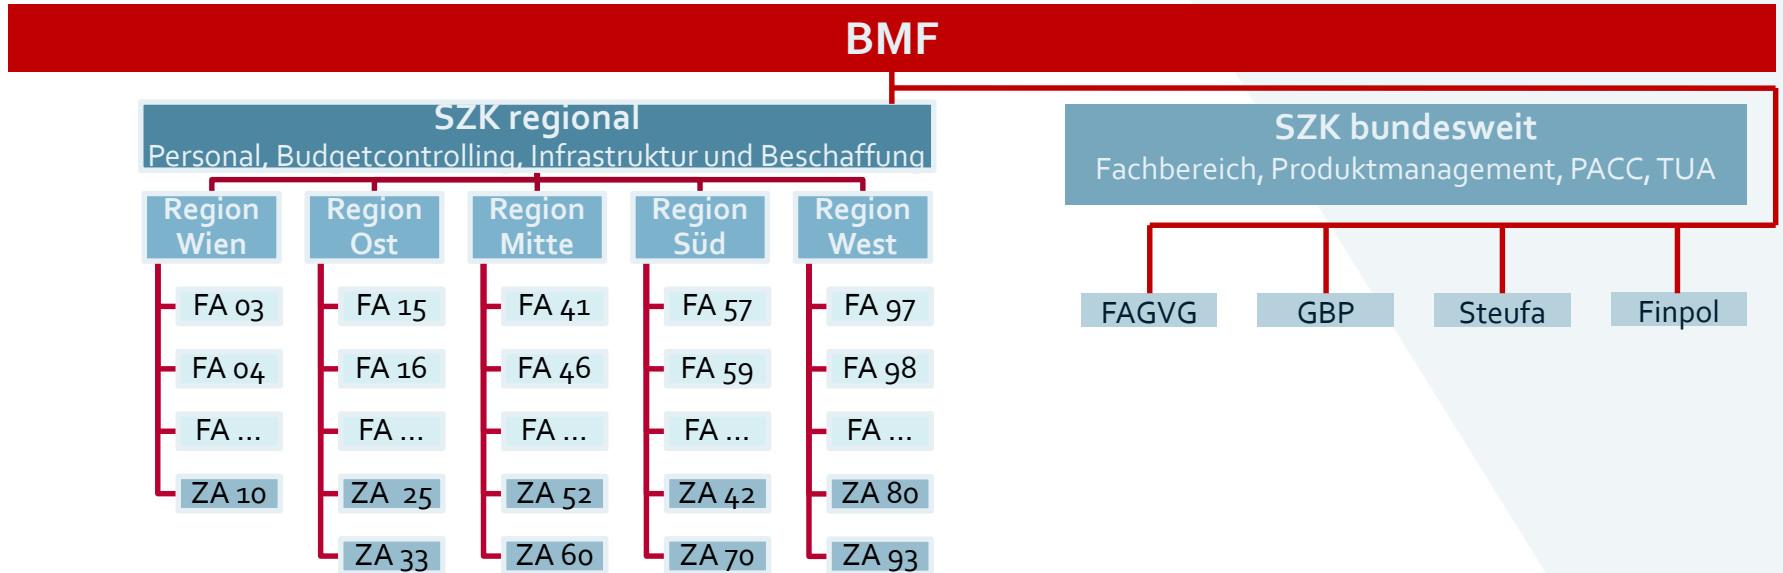 BMF
SZK regional
Personal, Budgetcontrolling, Infrastruktur und Beschaffung
SZK bundesweit
Fachbereich, Produktmanagement, PACC, TUA
Region
Wien
FA 03
FA 04
FA ...
ZA 10
Region
Ost
FA 15
FA 16
FA ...
ZA 25
ZA 33
Region
Mitte
FA 41
FA 46
FA ...
ZA 52
ZA 60
Region
Süd
FA 57
FA 59
FA ...
ZA 42
ZA 70
Region
West
FA 97
FA 98
FA ...
ZA 80
ZA 93
FAGVG
GBP
Steufa
Finpol